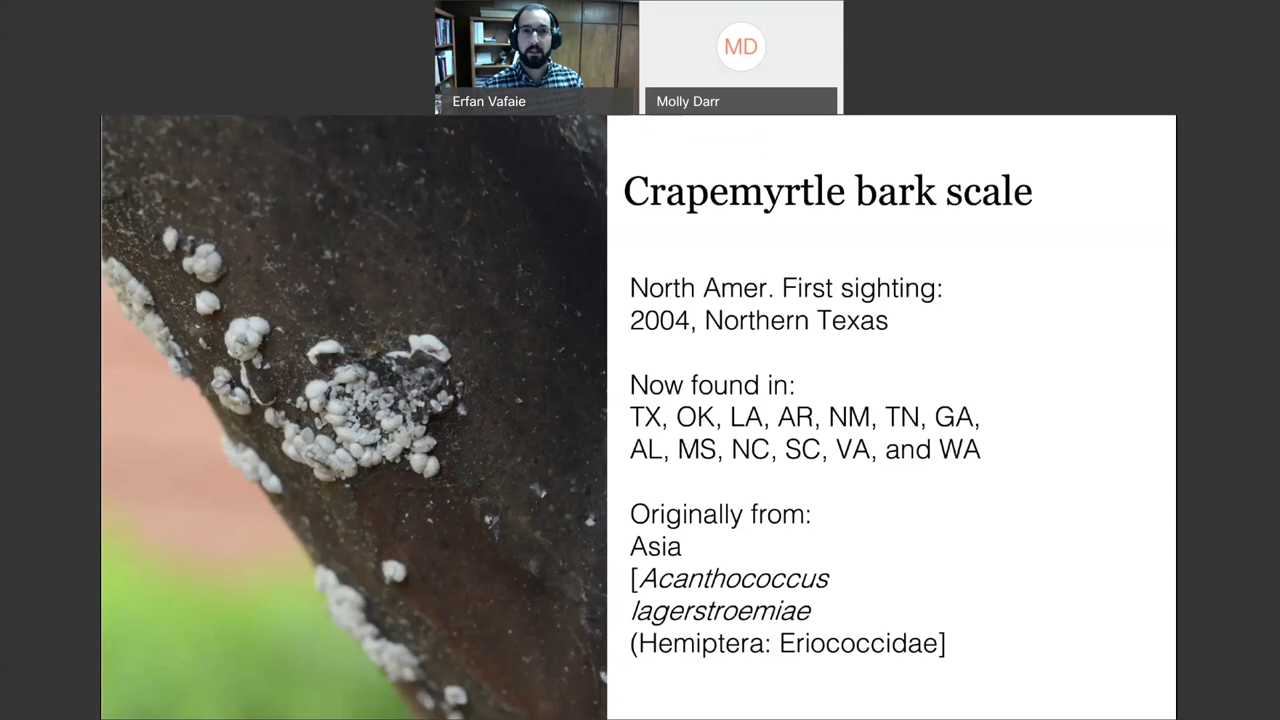 MD
Erfan Vafaie
Molly Darr
Crapemyrtle bark scale
North Amer. First sighting:
2004, Northern Texas
Now found in:
TX, OK, LA, AR, NM, TN, GA,
AL, MS, NC, SC, VA, and WA
Originally from:
Asia
[Acanthococcus
lagerstroemiae
(Hemiptera: Eriococcidae]